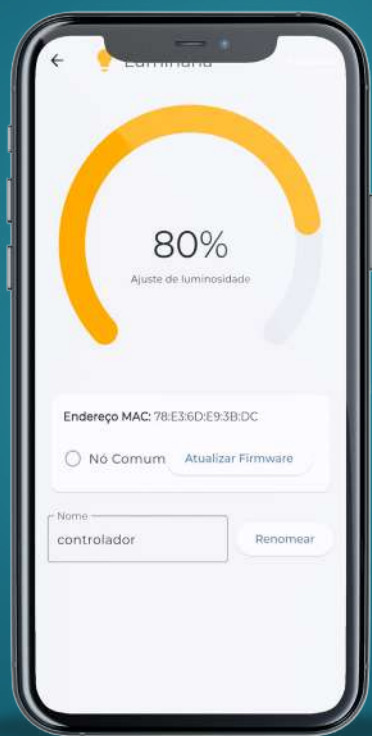 80%
Ajuste de luminosidade
Endereço MAC: 78:E3:6D:E9:3B:DC
Nó Comum Atualizar Firmware
Nome
controlador Renomear